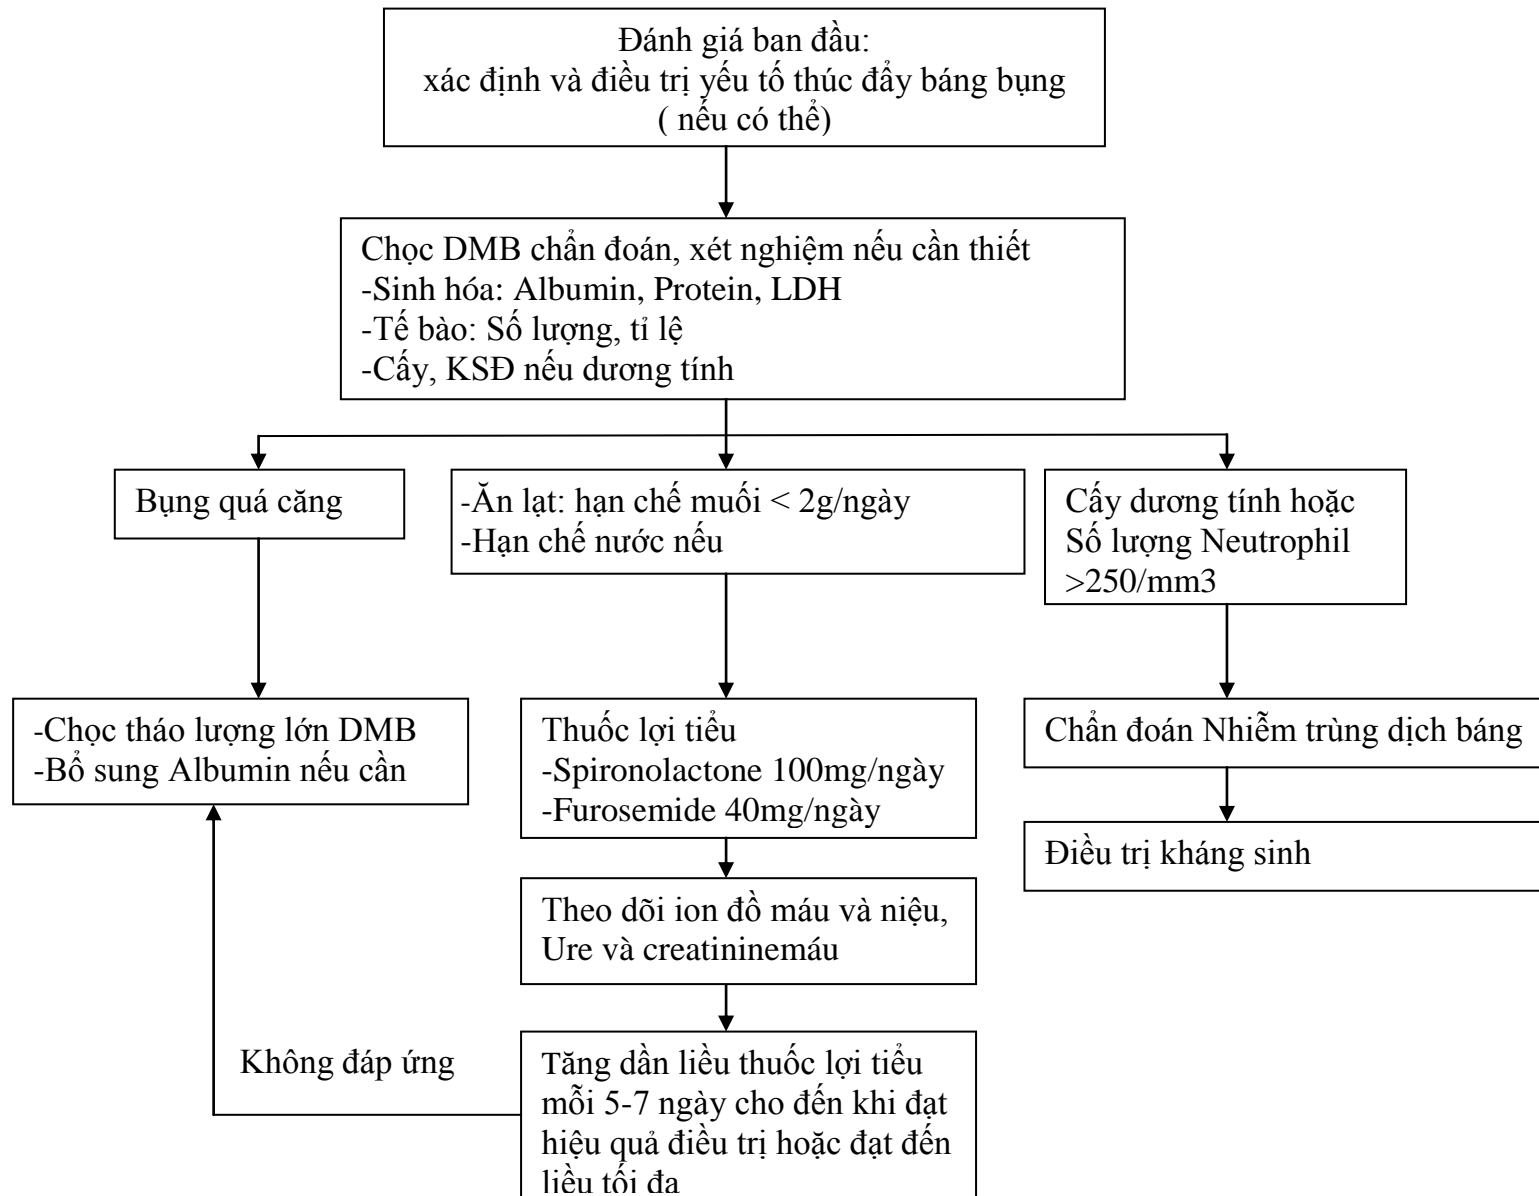 Đánh giá ban đầu:
xác định và điều trị yếu tố thúc đẩy báng bụng
( nếu có thể)
Chọc DMB chẩn đoán, xét nghiệm nếu cần thiết
-Sinh hóa: Albumin, Protein, LDH
-Tế bào: Số lượng, tỉ lệ
-Cấy, KSĐ nếu dương tính
Bụng quá căng
-Ăn lạt: hạn chế muối < 2g/ngày
-Hạn chế nước nếu
Cấy dương tính hoặc
Số lượng Neutrophil
>250/mm3
-Chọc tháo lượng lớn DMB
-Bổ sung Albumin nếu cần
Thuốc lợi tiểu
-Spironolactone 100mg/ngày
-Furosemide 40mg/ngày
Chẩn đoán Nhiễm trùng dịch báng
Điều trị kháng sinh
Theo dõi ion đồ máu và niệu,
Ure và creatininemáu
Không đáp ứng
Tăng dần liều thuốc lợi tiểu
mỗi 5-7 ngày cho đến khi đạt
hiệu quả điều trị hoặc đạt đến
liều tối đa